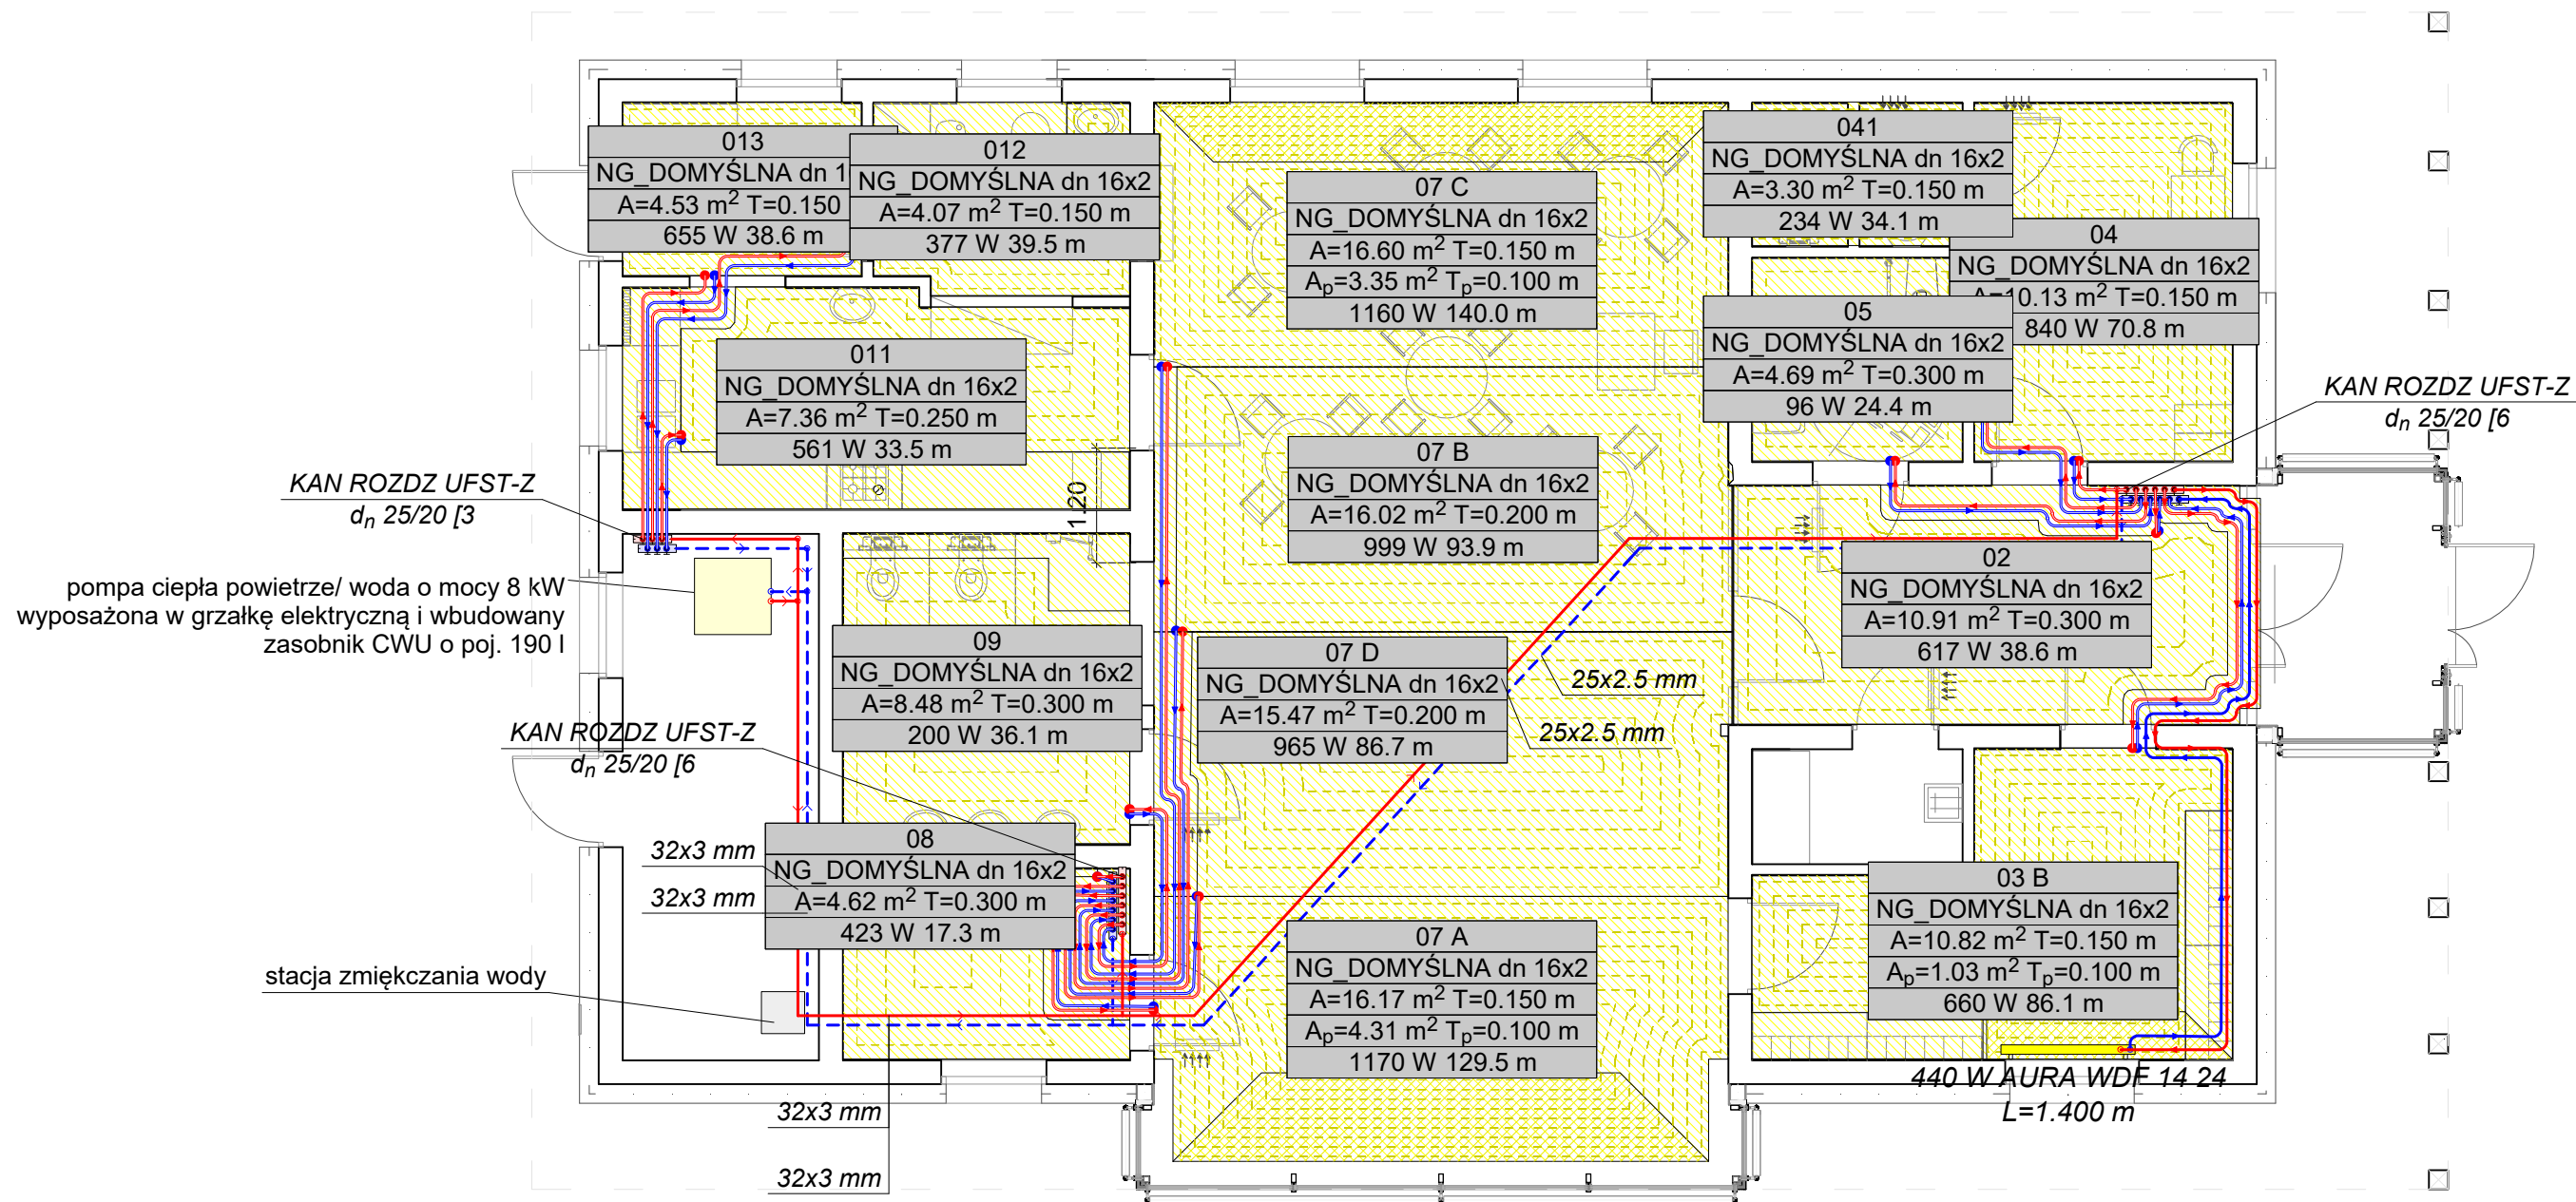 013
NG_DOMYŚLNA dn 1
A=4.53 m² T=0.150
655 W 38.6 m
012
NG_DOMYŚLNA dn 16x2
A=4.07 m² T=0.150 m
377 W 39.5 m
07 C
NG_DOMYŚLNA dn 16x2
A=16.60 m² T=0.150 m
Aₚ=3.35 m² Tₚ=0.100 m
1160 W 140.0 m
041
NG_DOMYŚLNA dn 16x2
A=3.30 m² T=0.150 m
234 W 34.1 m
04
NG_DOMYŚLNA dn 16x2
A=10.13 m² T=0.150 m
840 W 70.8 m
05
NG_DOMYŚLNA dn 16x2
A=4.69 m² T=0.300 m
96 W 24.4 m
011
NG_DOMYŚLNA dn 16x2
A=7.36 m² T=0.250 m
561 W 33.5 m
KAN ROZDZ UFST-Z
dₙ 25/20 [6
07 B
NG_DOMYŚLNA dn 16x2
A=16.02 m² T=0.200 m
999 W 93.9 m
KAN ROZDZ UFST-Z
dₙ 25/20 [3
1.20
pompa ciepła powietrze/ woda o mocy 8 kW
wyposażona w grzałkę elektryczną i wbudowany
zasobnik CWU o poj. 190 l
02
NG_DOMYŚLNA dn 16x2
A=10.91 m² T=0.300 m
617 W 38.6 m
09
NG_DOMYŚLNA dn 16x2
A=8.48 m² T=0.300 m
200 W 36.1 m
07 D
NG_DOMYŚLNA dn 16x2
A=15.47 m² T=0.200 m
965 W 86.7 m
25x2.5 mm
25x2.5 mm
KAN ROZDZ UFST-Z
dₙ 25/20 [6
08
NG_DOMYŚLNA dn 16x2
A=4.62 m² T=0.300 m
423 W 17.3 m
32x3 mm
32x3 mm
03 B
NG_DOMYŚLNA dn 16x2
A=10.82 m² T=0.150 m
Aₚ=1.03 m² Tₚ=0.100 m
660 W 86.1 m
07 A
NG_DOMYŚLNA dn 16x2
A=16.17 m² T=0.150 m
Aₚ=4.31 m² Tₚ=0.100 m
1170 W 129.5 m
stacja zmiękczania wody
440 W AURA WDF 14 24
L=1.400 m
32x3 mm
32x3 mm